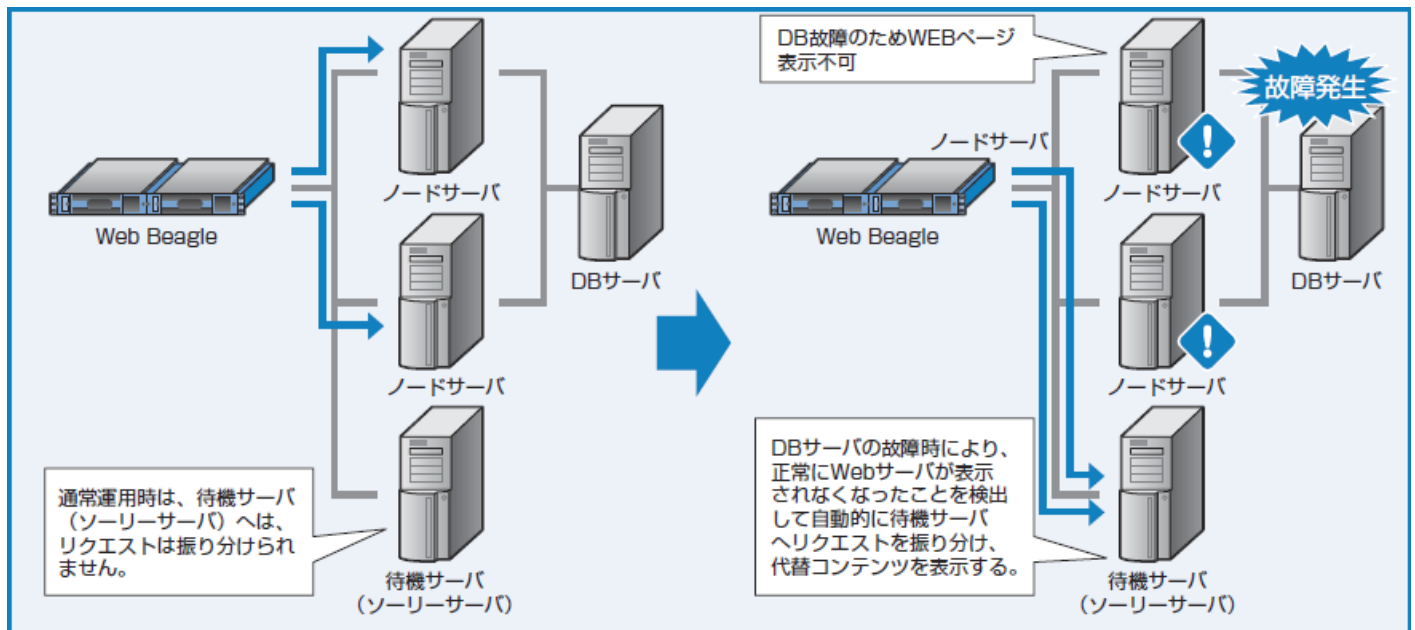 ノードサーバ
Web Beagle
ノードサーバ
DBサーバ
通常運用時は、待機サーバ
（ソーリーサーバ）へは、
リクエストは振り分けられ
ません。
待機サーバ
（ソーリーサーバ）
DB故障のためWEBページ
表示不可
故障発生
ノードサーバ
ノードサーバ
Web Beagle
ノードサーバ
DBサーバ
DBサーバの故障時により、
正常にWebサーバが表示
されなくなったことを検出
して自動的に待機サーバ
へリクエストを振り分け、
代替コンテンツを表示する。
待機サーバ
（ソーリーサーバ）